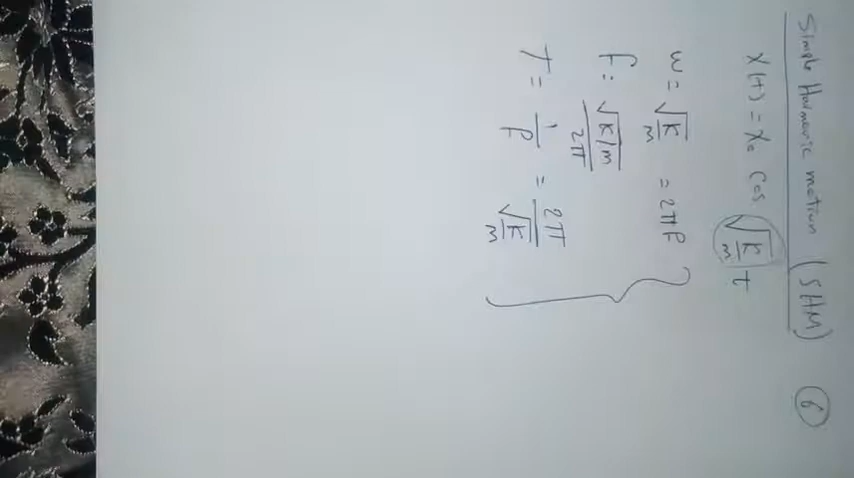 Simple Harmonic motion (SHM) 6
x(t) = x₀ cos √(k/m) t
ω = √(k/m) = 2πf
f = √(k/m) / 2π
T = 1/f = 2π / √(k/m)